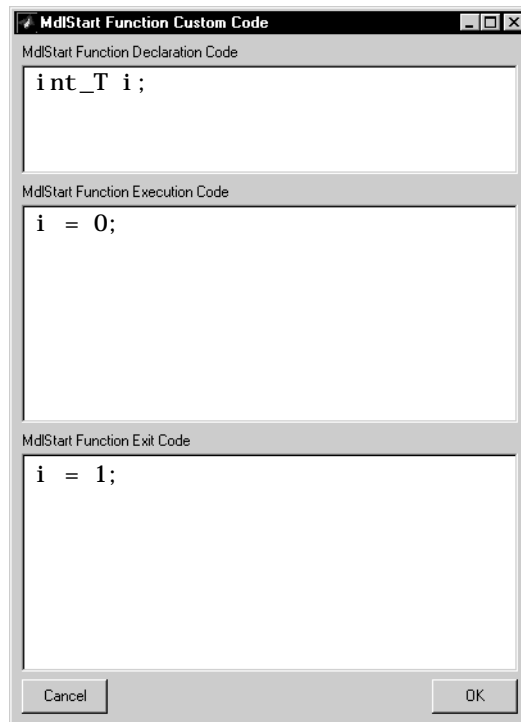 MdlStart Function Custom Code
MdlStart Function Declaration Code
int_T i;
MdlStart Function Execution Code
i = 0;
MdlStart Function Exit Code
i = 1;
Cancel
OK